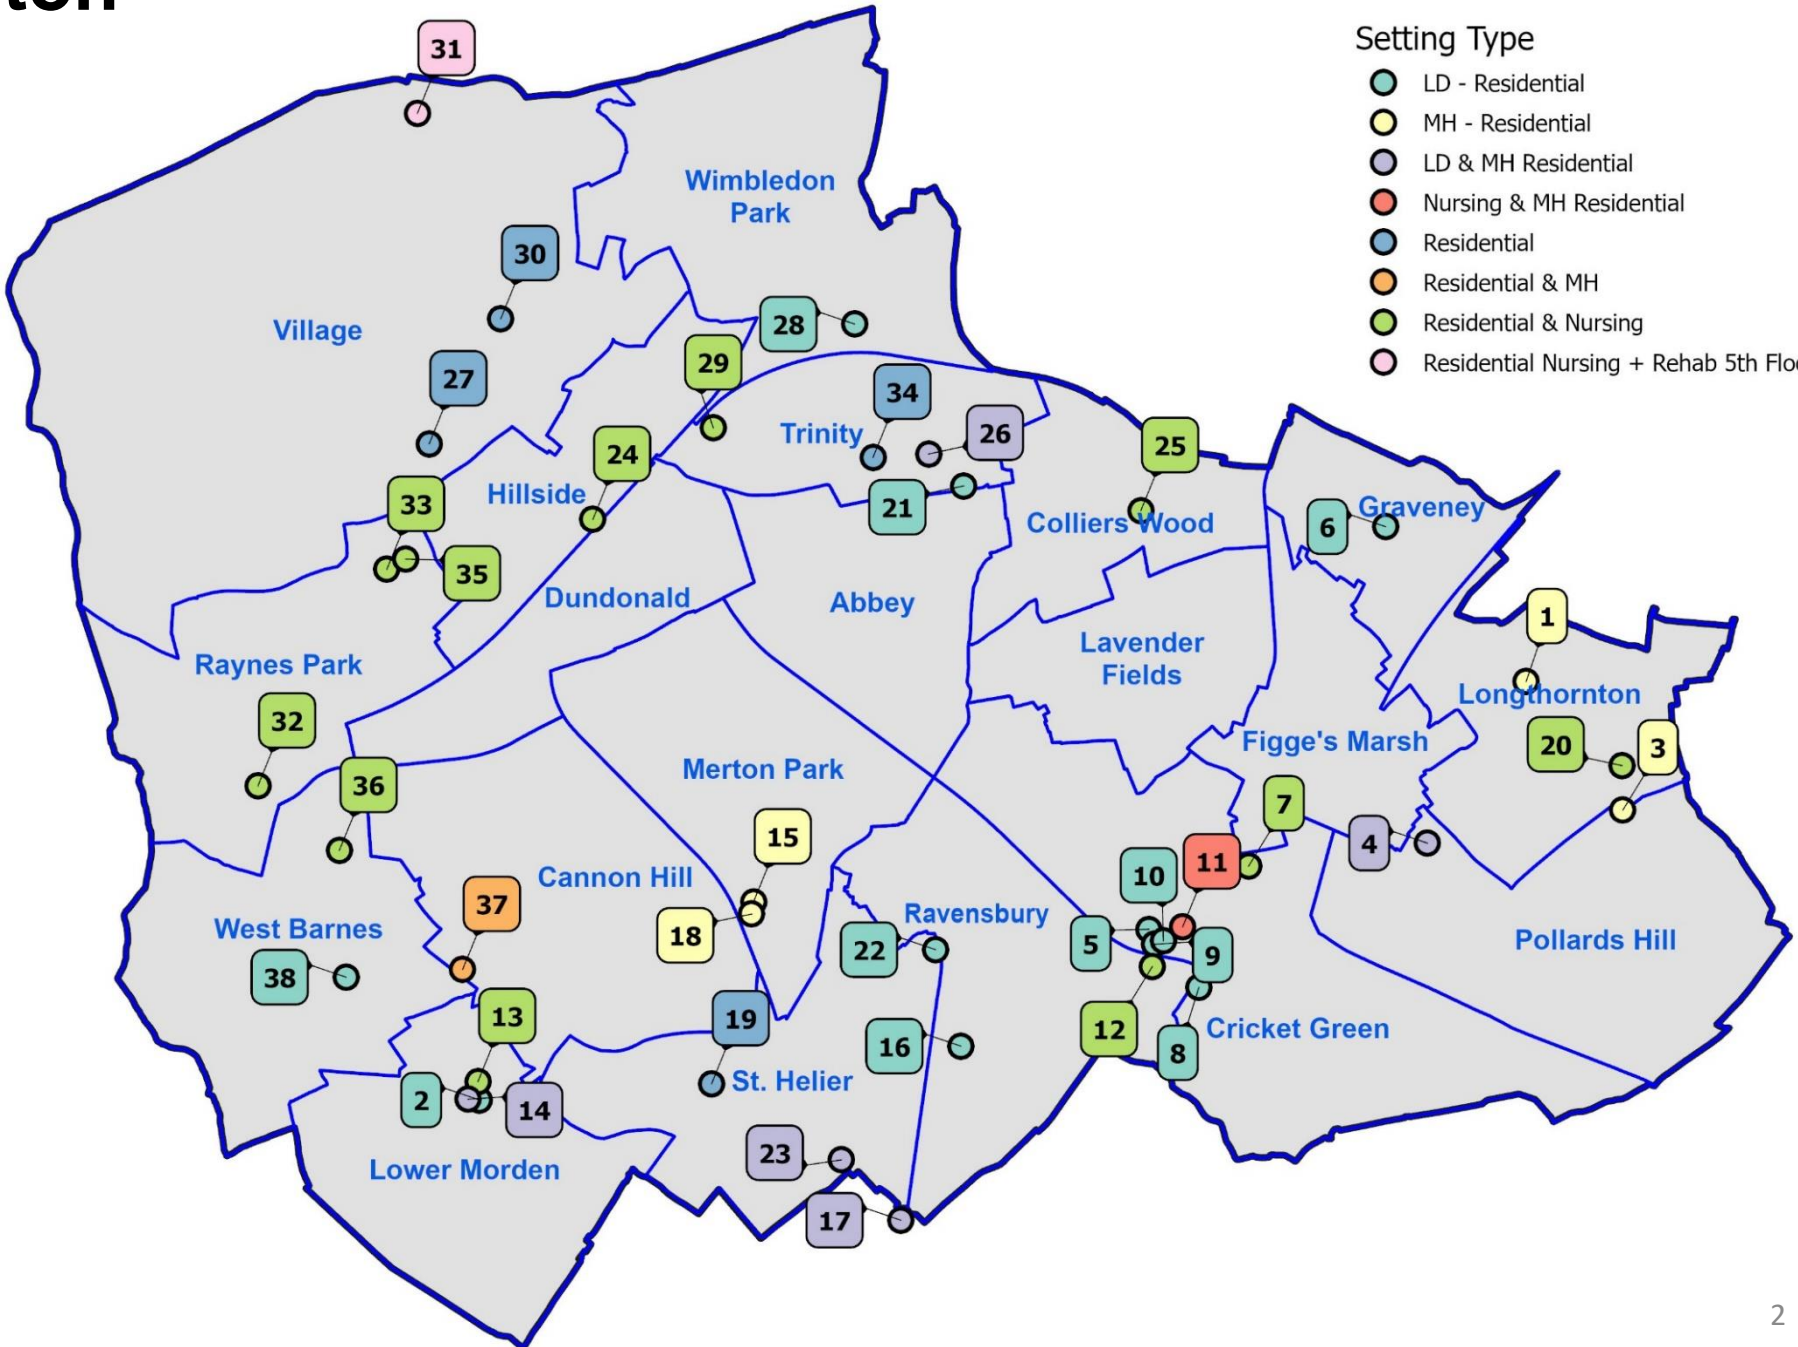 Setting Type
LD - Residential
MH - Residential
LD & MH Residential
Nursing & MH Residential
Residential
Residential & MH
Residential & Nursing
Residential Nursing + Rehab 5th
31
Wimbledon
Park
30
Village
28
29
27
34
Trinity
26
24
25
Hillside
33
21
Colliers Wood
6
Graveney
35
Dundonald
Abbey
1
Lavender
Fields
Raynes Park
Longthornton
32
Figge's Marsh
20
3
Merton Park
36
7
15
4
11
10
Cannon Hill
37
West Barnes
18
Ravensbury
22
5
9
Pollards Hill
38
13
19
12
Cricket Green
16
8
St. Helier
2
14
23
Lower Morden
17
2